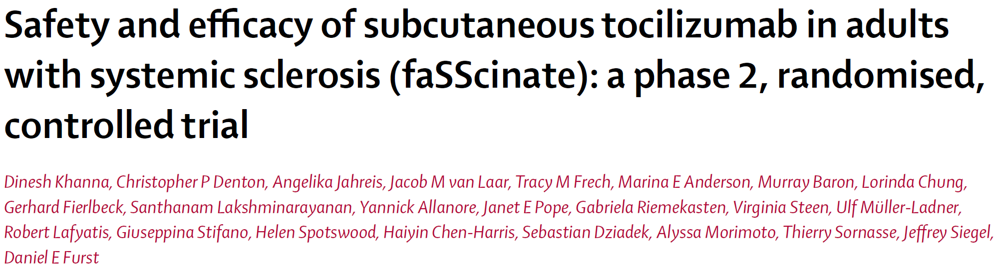 Safety and efficacy of subcutaneous tocilizumab in adults
with systemic sclerosis (faSScinate): a phase 2, randomised,
controlled trial
Dinesh Khanna, Christopher P Denton, Angelika Jahreis, Jacob M van Laar, Tracy M Frech, Marina E Anderson, Murray Baron, Lorinda Chung,
Gerhard Fierlbeck, Santhanam Lakshminarayanan, Yannick Allanore, Janet E Pope, Gabriela Riemekasten, Virginia Steen, Ulf Müller-Ladner,
Robert Lafyatis, Giuseppina Stifano, Helen Spotswood, Haiyin Chen-Harris, Sebastian Dziadek, Alyssa Morimoto, Thierry Sornasse, Jeffrey Siegel,
Daniel E Furst